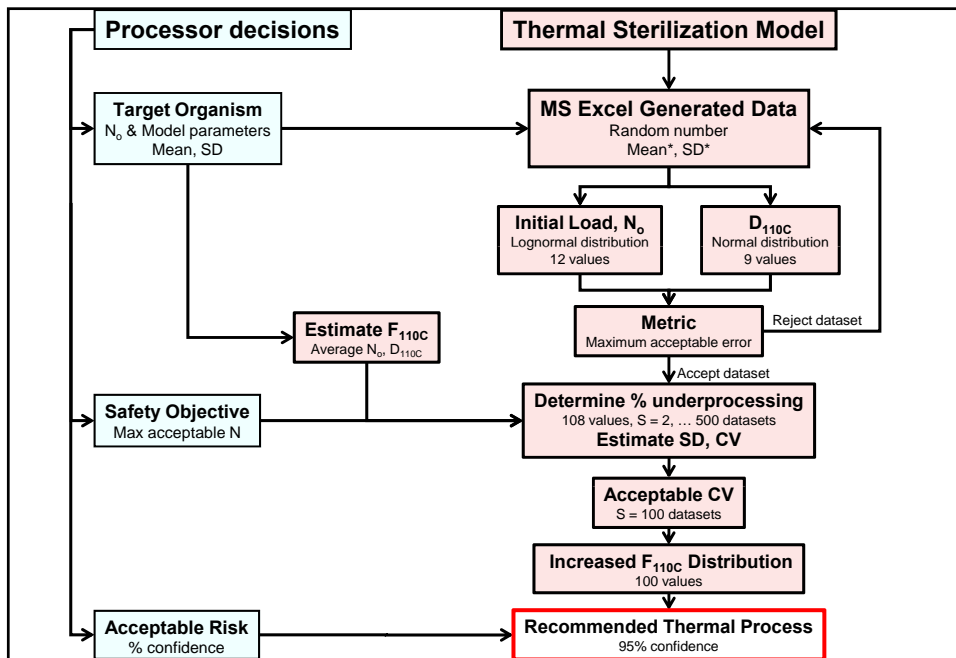 Processor decisions
Thermal Sterilization Model
Target Organism
Nₒ & Model parameters
Mean, SD
MS Excel Generated Data
Random number
Mean*, SD*
Initial Load, Nₒ
Lognormal distribution
12 values
D₁₁₀C
Normal distribution
9 values
Estimate F₁₁₀C
Average Nₒ, D₁₁₀C
Metric
Maximum acceptable error
Reject dataset
Accept dataset
Safety Objective
Max acceptable N
Determine % underprocessing
108 values, S = 2, … 500 datasets
Estimate SD, CV
Acceptable CV
S = 100 datasets
Increased F₁₁₀C Distribution
100 values
Acceptable Risk
% confidence
Recommended Thermal Process
95% confidence